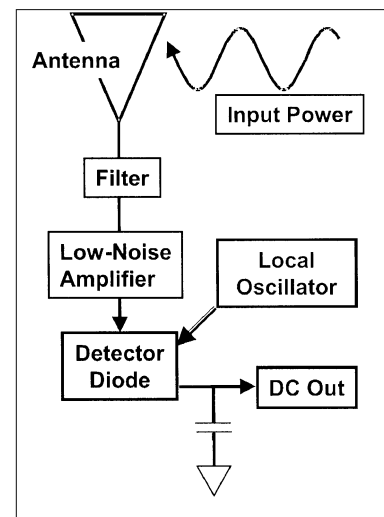 Antenna
Input Power
Filter
Low-Noise
Amplifier
Local
Oscillator
Detector
Diode
DC Out